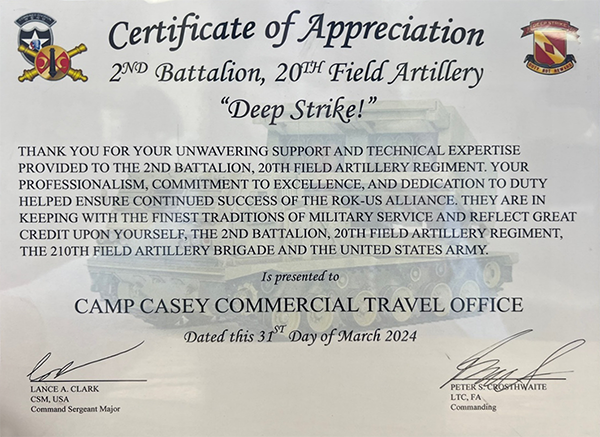 Certificate of Appreciation
2ND Battalion, 20TH Field Artillery
“Deep Strike!”
THANK YOU FOR YOUR UNWAVERING SUPPORT AND TECHNICAL EXPERTISE
PROVIDED TO THE 2ND BATTALION, 20TH FIELD ARTILLERY REGIMENT. YOUR
PROFESSIONALISM, COMMITMENT TO EXCELLENCE, AND DEDICATION TO DUTY
HELPED ENSURE CONTINUED SUCCESS OF THE ROK-US ALLIANCE. THEY ARE IN
KEEPING WITH THE FINEST TRADITIONS OF MILITARY SERVICE AND REFLECT GREAT
CREDIT UPON YOURSELF, THE 2ND BATTALION, 20TH FIELD ARTILLERY REGIMENT,
THE 210TH FIELD ARTILLERY BRIGADE AND THE UNITED STATES ARMY.
Is presented to
CAMP CASEY COMMERCIAL TRAVEL OFFICE
Dated this 31ST Day of March 2024
LANCE A. CLARK
CSM, USA
Command Sergeant Major
PETER S. CROSTHWAITE
LTC, FA
Commanding